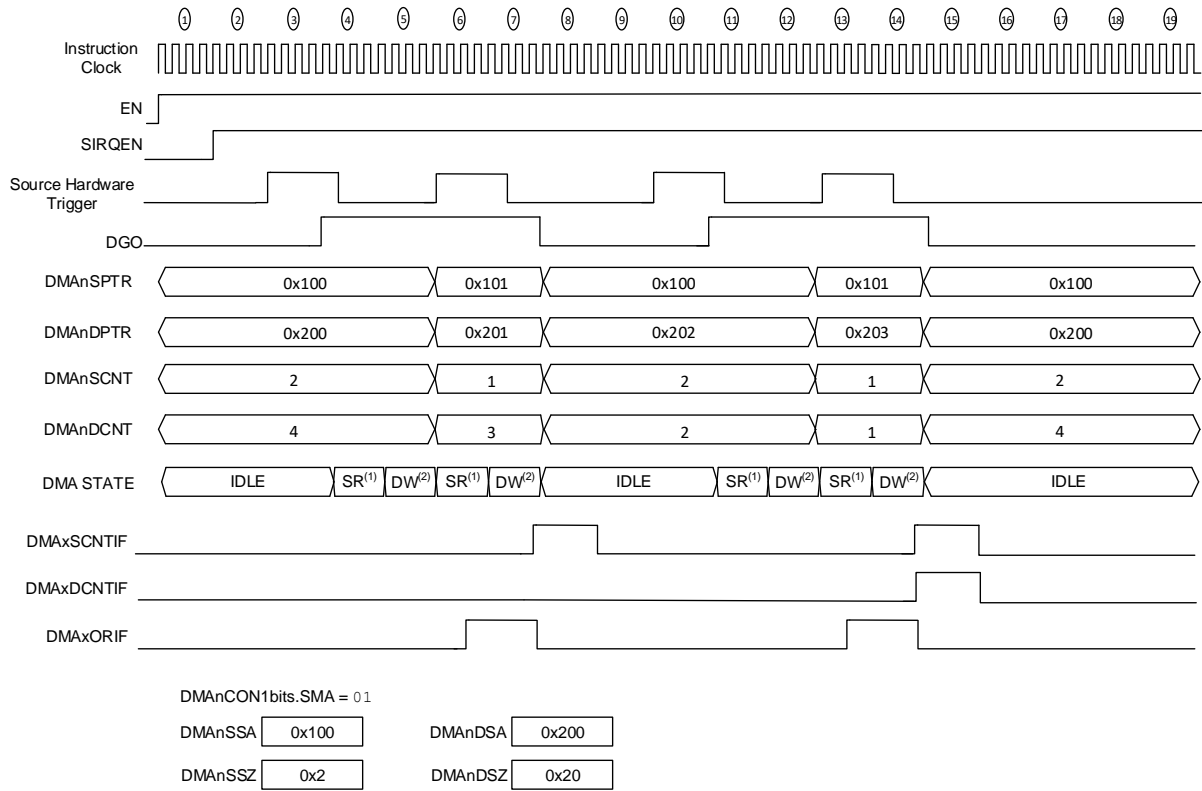 ① ② ③ ④ ⑤ ⑥ ⑦ ⑧ ⑨ ⑩ ⑪ ⑫ ⑬ ⑭ ⑮ ⑯ ⑰ ⑱ ⑲
Instruction
Clock
EN
SIRQEN
Source Hardware
Trigger
DGO
DMAnSPTR 0x100 0x101 0x100 0x101 0x100
DMAnDPTR 0x200 0x201 0x202 0x203 0x200
DMAnSCNT 2 1 2 1 2
DMAnDCNT 4 3 2 1 4
DMA STATE IDLE SR(1) DW(2) SR(1) DW(2) IDLE SR(1) DW(2) SR(1) DW(2) IDLE
DMAxSCNTIF
DMAxDCNTIF
DMAxORIF
DMAnCON1bits.SMA = 01
DMAnSSA 0x100 DMAnDSA 0x200
DMAnSSZ 0x2 DMAnDSZ 0x20